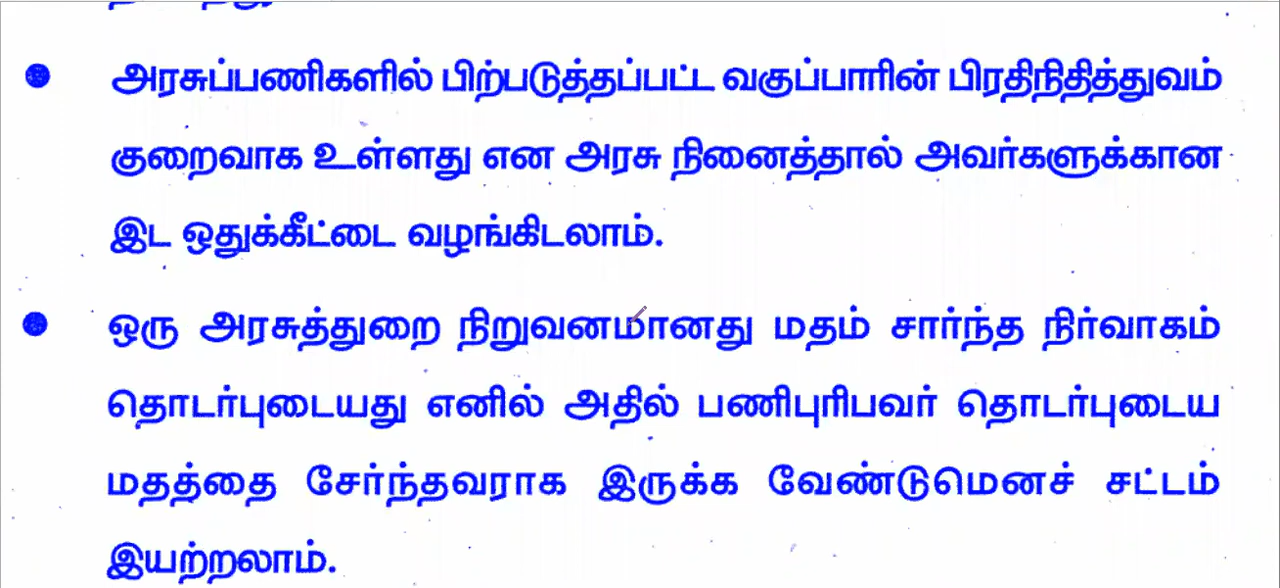 ● அரசுப்பணிகளில் பிற்படுத்தப்பட்ட வகுப்பாரின் பிரதிநிதித்துவம்
குறைவாக உள்ளது என அரசு நினைத்தால் அவர்களுக்கான
இட ஒதுக்கீட்டை வழங்கிடலாம்.
● ஒரு அரசுத்துறை நிறுவனமானது மதம் சார்ந்த நிர்வாகம்
தொடர்புடையது எனில் அதில் பணிபுரிபவர் தொடர்புடைய
மதத்தை சேர்ந்தவராக இருக்க வேண்டுமெனச் சட்டம்
இயற்றலாம்.